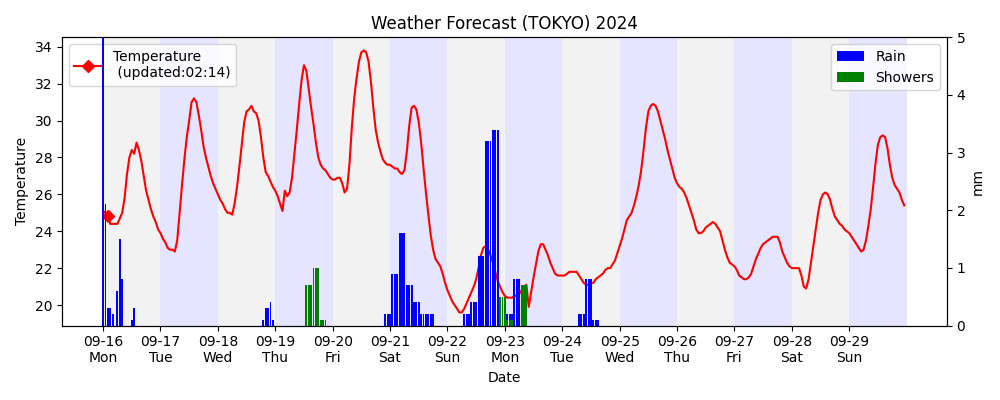 Weather Forecast (TOKYO) 2024
Temperature
(updated:02:14)
Rain
Showers
Temperature
34
32
30
28
26
24
22
20
5
4
3
2
1
0
mm
09-16 09-17 09-18 09-19 09-20 09-21 09-22 09-23 09-24 09-25 09-26 09-27 09-28 09-29
Mon Tue Wed Thu Fri Sat Sun Mon Tue Wed Thu Fri Sat Sun
Date